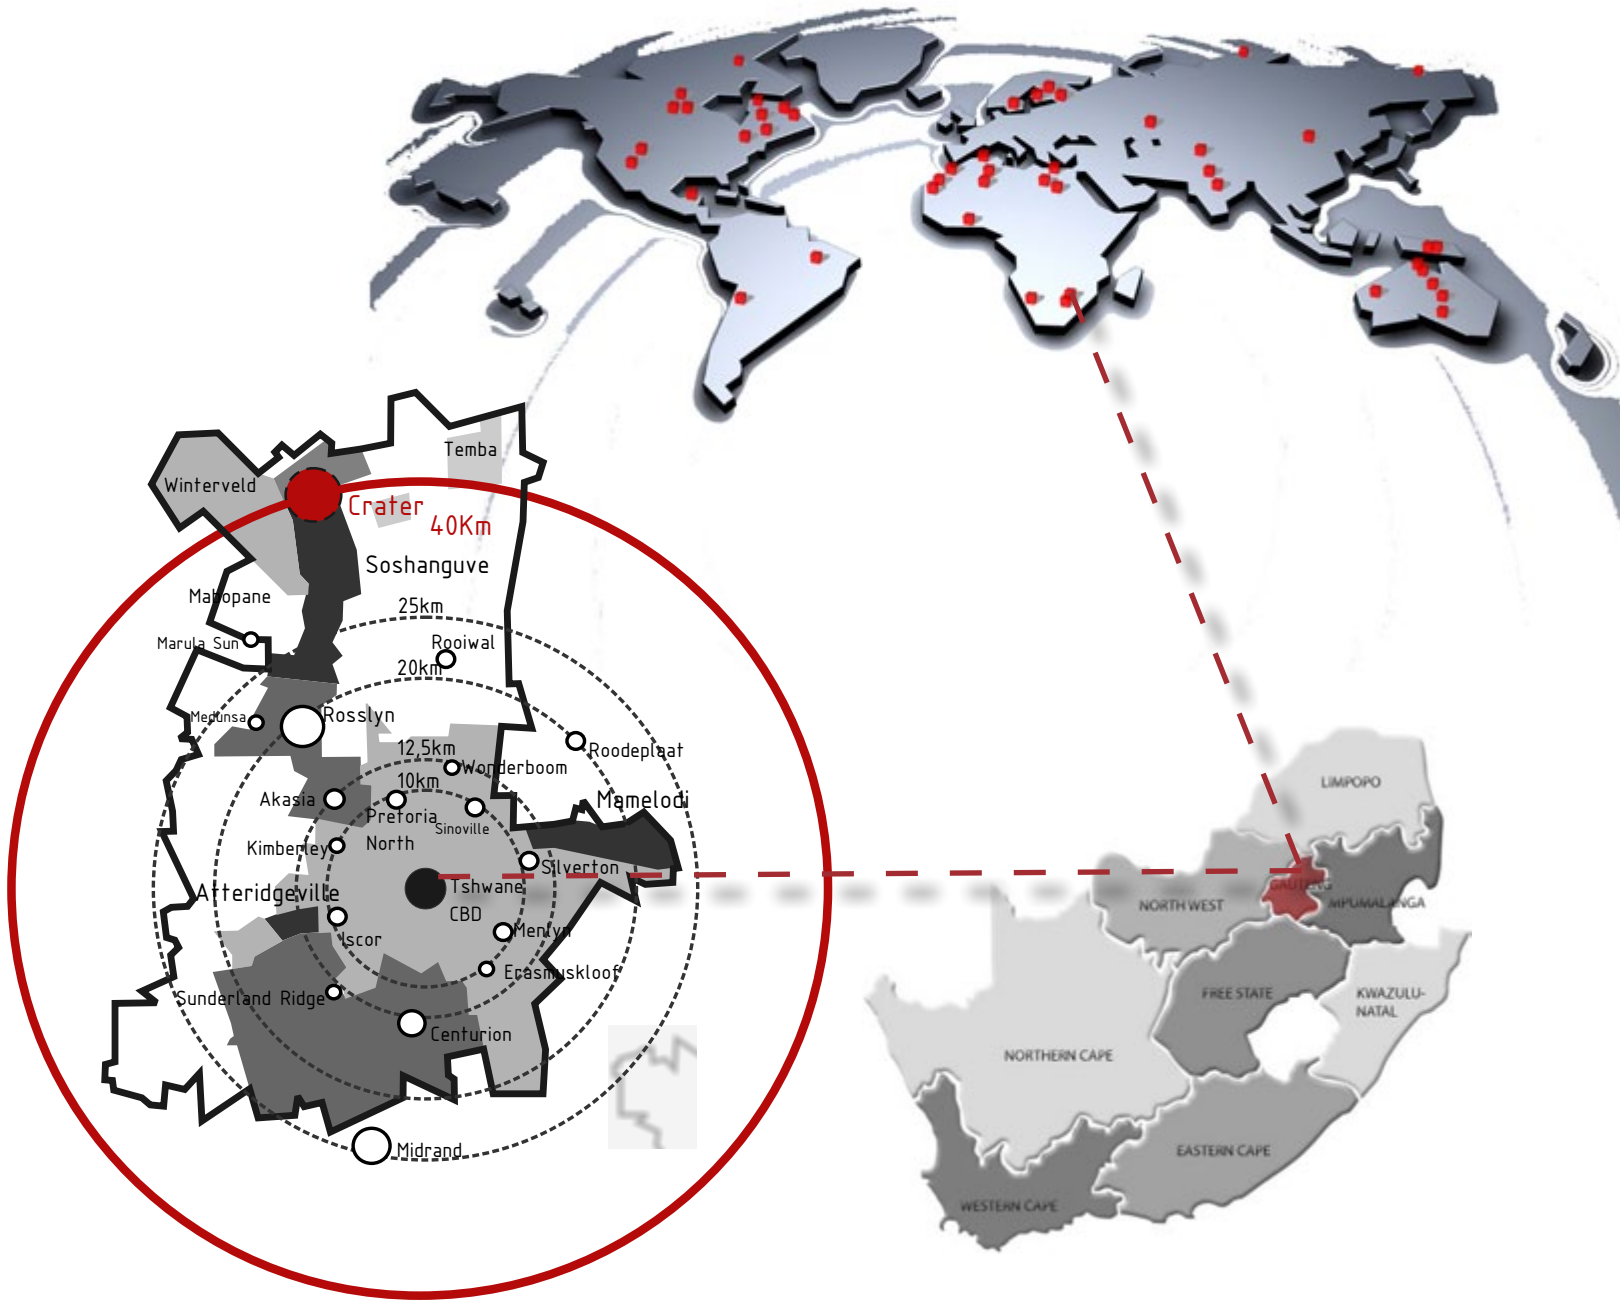 Temba
Winterveld
Crater
40Km
Soshanguve
Mabopane
25km
Marula Sun
Rooiwal
20km
Medunsa
Rosslyn
12,5km
Roodeplaat
Wonderboom
10km
Akasia
Mamelodi
Pretoria
North
Sinoville
Kimberley
Silverton
Atteridgeville
Tshwane
CBD
Iscor
Menlyn
Erasmuskloof
Sunderland Ridge
Centurion
Midrand
LIMPOPO
GAUTENG
NORTH WEST
MPUMALANGA
FREE STATE
KWAZULU-
NATAL
NORTHERN CAPE
EASTERN CAPE
WESTERN CAPE